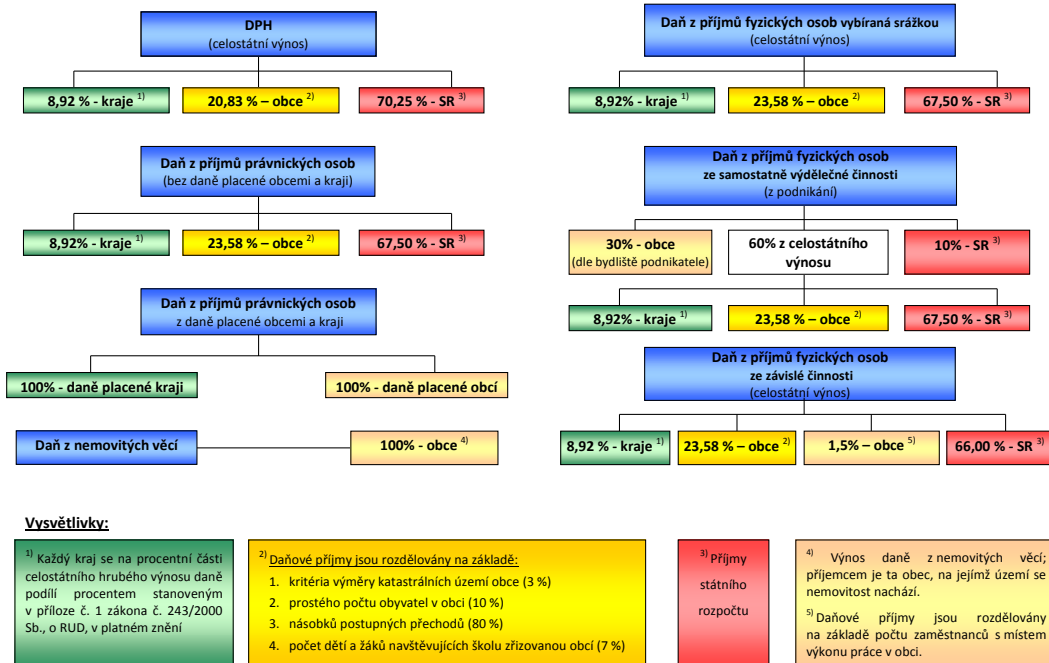 DPH
(celostátní výnos)
8,92 % - kraje 1)
20,83 % – obce 2)
70,25 % - SR 3)
Daň z příjmů právnických osob
(bez daně placené obcemi a kraji)
8,92% - kraje 1)
23,58 % – obce 2)
67,50 % - SR 3)
Daň z příjmů právnických osob
z daně placené obcemi a kraji
100% - daně placené kraji
100% - daně placené obcí
Daň z nemovitých věcí
100% - obce 4)
Daň z příjmů fyzických osob vybíraná srážkou
(celostátní výnos)
8,92% - kraje 1)
23,58 % – obce 2)
67,50 % - SR 3)
Daň z příjmů fyzických osob
ze samostatně výdělečné činnosti
(z podnikání)
30% - obce
(dle bydliště podnikatele)
60% z celostátního
výnosu
10% - SR 3)
8,92% - kraje 1)
23,58 % – obce 2)
67,50 % - SR 3)
Daň z příjmů fyzických osob
ze závislé činnosti
(celostátní výnos)
8,92 % - kraje 1)
23,58 % – obce 2)
1,5% – obce 5)
66,00 % - SR 3)
Vysvětlivky:
1) Každý kraj se na procentní části
celostátního hrubého výnosu daně
podílí procentem stanoveným
v příloze č. 1 zákona č. 243/2000
Sb., o RUD, v platném znění
2) Daňové příjmy jsou rozdělovány na základě:
1. kritéria výměry katastrálních území obce (3 %)
2. prostého počtu obyvatel v obci (10 %)
3. násobků postupných přechodů (80 %)
4. počet dětí a žáků navštěvujících školu zřizovanou obcí (7 %)
3) Příjmy
státního
rozpočtu
4) Výnos daně z nemovitých věcí;
příjemcem je ta obec, na jejímž území se
nemovitost nachází.
5) Daňové příjmy jsou rozdělovány
na základě počtu zaměstnanců s místem
výkonu práce v obci.